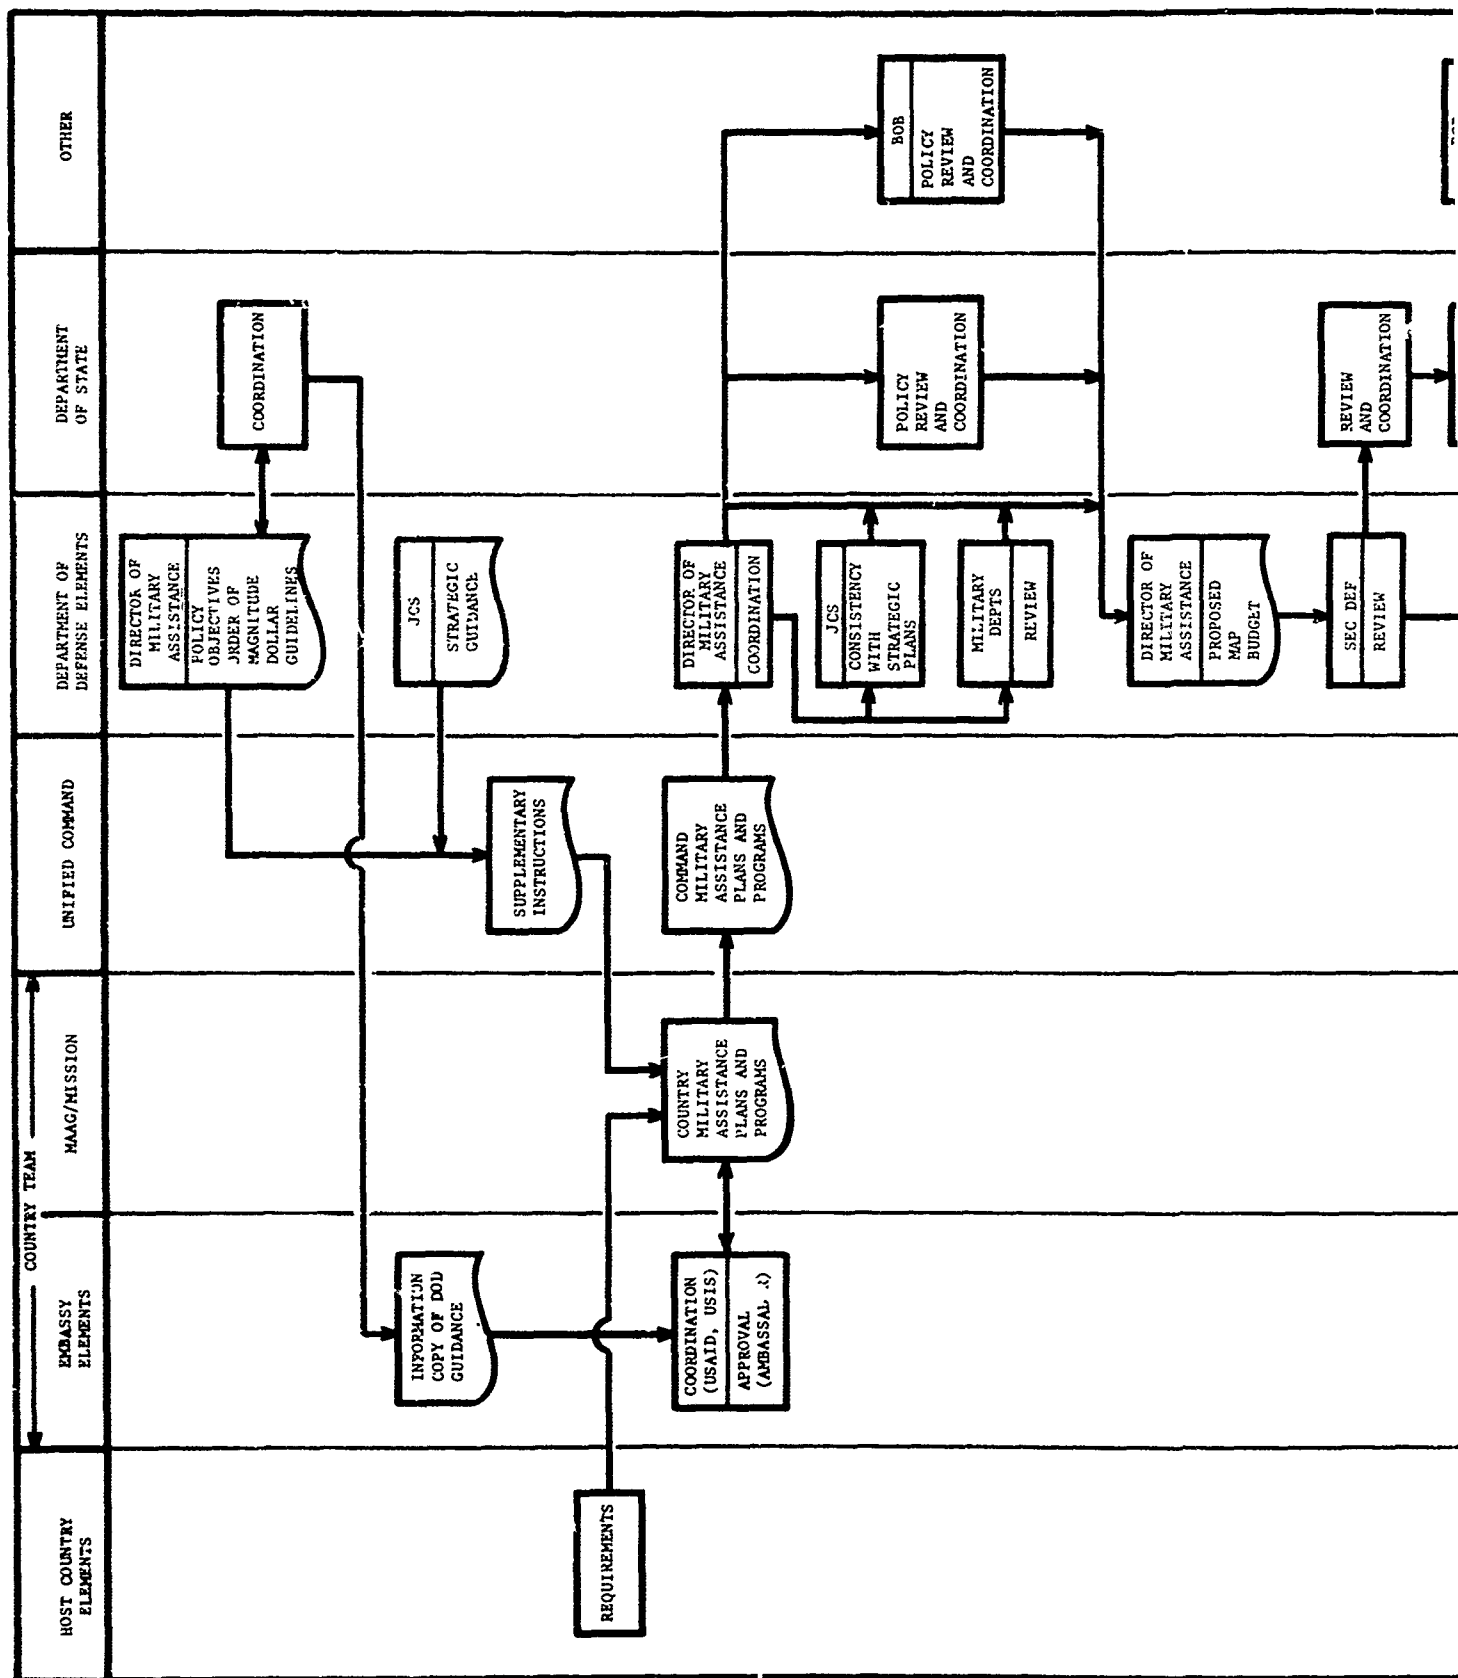 HOST COUNTRY
ELEMENTS
COUNTRY TEAM
EMBASSY
ELEMENTS
MAAG/MISSION
UNIFIED COMMAND
DEPARTMENT OF
DEFENSE ELEMENTS
DEPARTMENT
OF STATE
OTHER
DIRECTOR OF
MILITARY
ASSISTANCE
POLICY
OBJECTIVES
JRDER OF
MAGNITUDE
DOLLAR
GUIDELINES
COORDINATION
INFORMATION
COPY OF DOD
GUIDANCE
JCS
STRATEGIC
GUIDANCE
SUPPLEMENTARY
INSTRUCTIONS
REQUIREMENTS
COORDINATION
(USAID, USIS)
APPROVAL
COUNTRY
MILITARY
ASSISTANCE
PLANS AND
PROGRAMS
COMMAND
MILITARY
ASSISTANCE
PLANS AND
PROGRAMS
DIRECTOR OF
MILITARY
ASSISTANCE
COORDINATION
JCS
CONSISTENCY
WITH
STRATEGIC
PLANS
MILITARY
DEPTS
REVIEW
POLICY
REVIEW
AND
COORDINATION
BOB
POLICY
REVIEW
AND
COORDINATION
DIRECTOR OF
MILITARY
ASSISTANCE
PROPOSED
MAP
BUDGET
SEC DEF
REVIEW
REVIEW
AND
COORDINATION